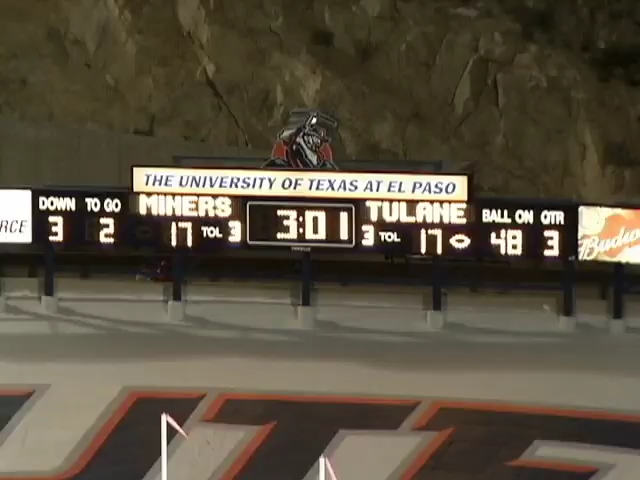 THE UNIVERSITY OF TEXAS AT EL PASO
RCE DOWN TO GO MINERS 3:01 TULANE BALL ON QTR
3 2 17 TOL 3 3 TOL 17 48 3 Budw
UTE